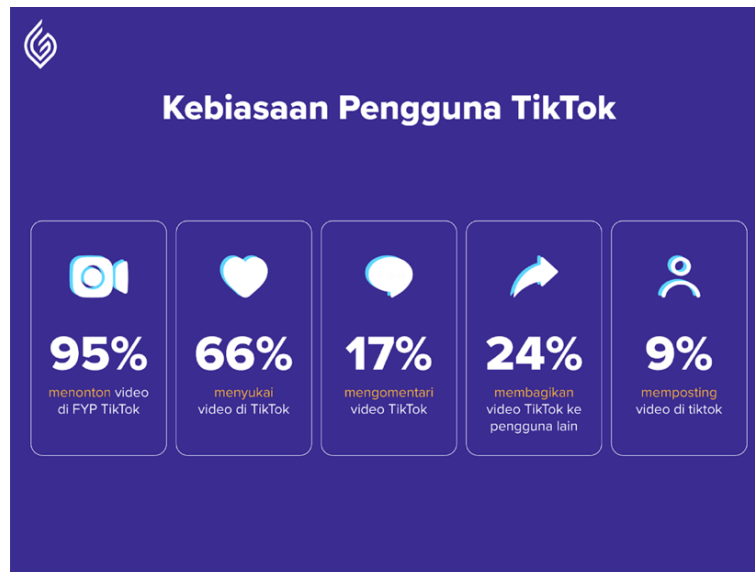 Kebiasaan Pengguna TikTok
95%
menonton video
di FYP TikTok
66%
menyukai
video di TikTok
17%
mengomentari
video TikTok
24%
membagikan
video TikTok ke
pengguna lain
9%
memposting
video di tiktok